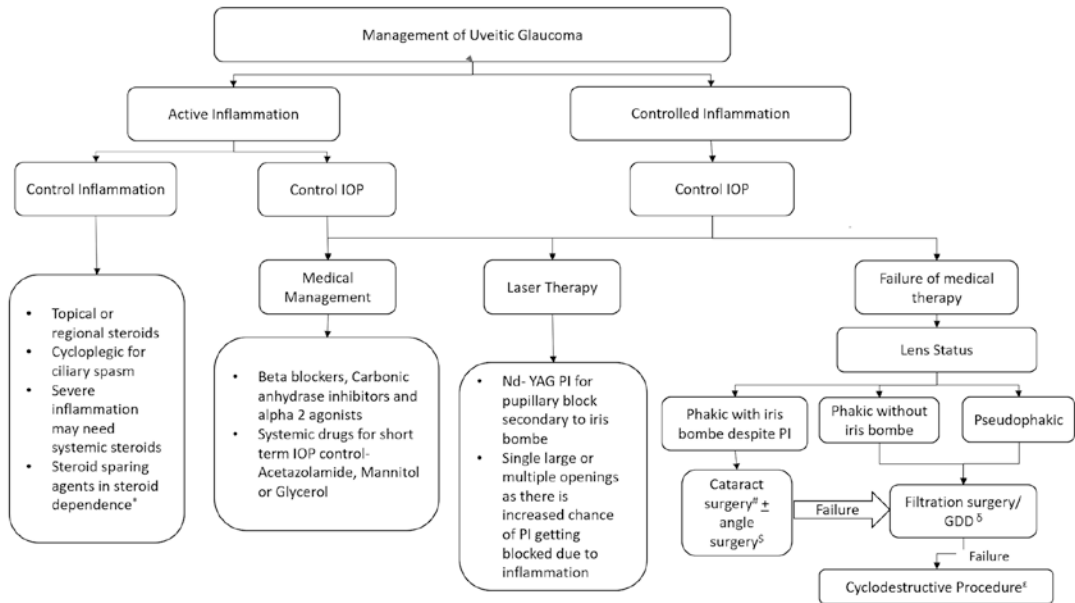 Management of Uveitic Glaucoma
Active Inflammation
Controlled Inflammation
Control Inflammation
Control IOP
Control IOP
Medical
Management
Laser Therapy
Failure of medical
therapy
• Topical or
regional steroids
• Cycloplegic for
ciliary spasm
• Severe
inflammation
may need
systemic steroids
• Steroid sparing
agents in steroid
dependence*
• Beta blockers, Carbonic
anhydrase inhibitors and
alpha 2 agonists
• Systemic drugs for short
term IOP control-
Acetazolamide, Mannitol
or Glycerol
• Nd- YAG PI for
pupillary block
secondary to iris
bombe
• Single large or
multiple openings
as there is
increased chance
of PI getting
blocked due to
inflammation
Lens Status
Phakic with iris
bombe despite PI
Phakic without
iris bombe
Pseudophakic
Cataract
surgery# ±
angle
surgery$
Failure
Filtration surgery/
GDD δ
Failure
Cyclodestructive Procedureε